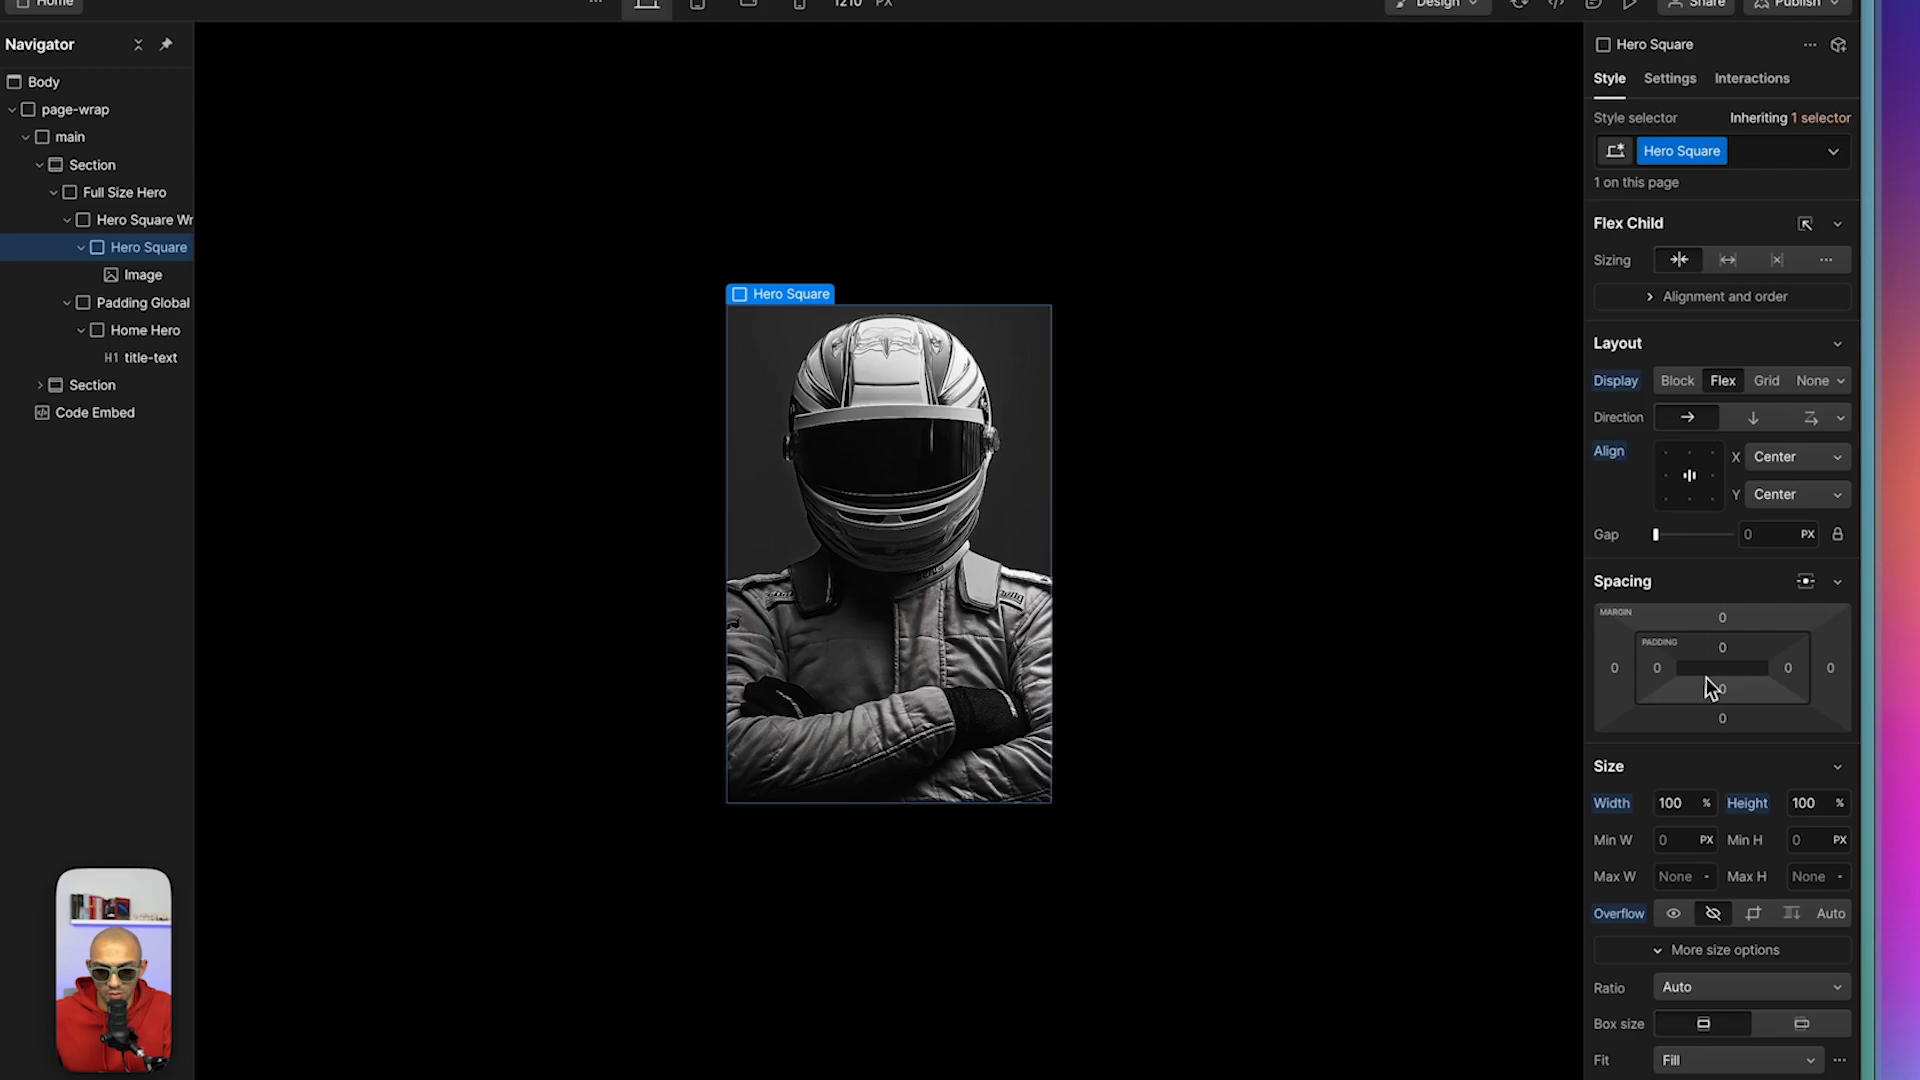 Home
1210 PX
Design
Share
Publish
Navigator
Body
page-wrap
main
Section
Full Size Hero
Hero Square Wr
Hero Square
Image
Padding Global
Home Hero
H1 title-text
Section
Code Embed
Hero Square
Hero Square
Style Settings Interactions
Style selector Inheriting 1 selector
Hero Square
1 on this page
Flex Child
Sizing
Alignment and order
Layout
Display Block Flex Grid None
Direction
Align X Center
Y Center
Gap 0 PX
Spacing
MARGIN 0
PADDING 0
0 0 0 0
0
0
Size
Width 100 % Height 100 %
Min W 0 PX Min H 0 PX
Max W None - Max H None -
Overflow Auto
More size options
Ratio Auto
Box size
Fit Fill